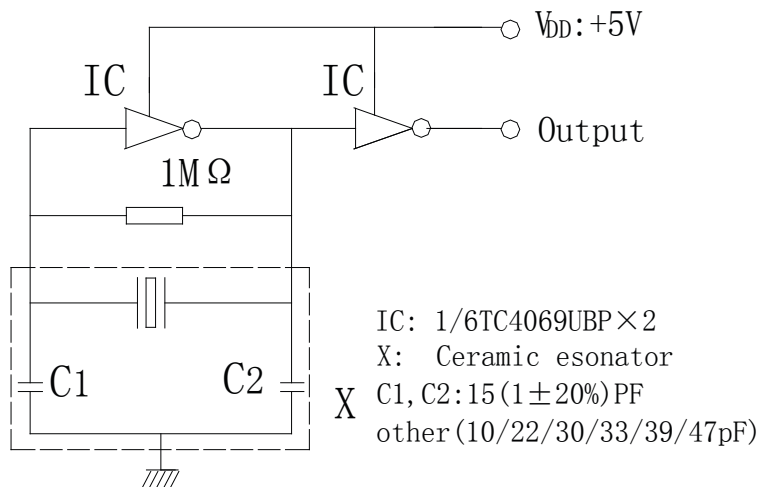 VDD:+5V
IC
IC
Output
1MΩ
C1
C2
X
IC: 1/6TC4069UBP×2
X: Ceramic esonator
C1,C2:15(1±20%)PF
other(10/22/30/33/39/47pF)